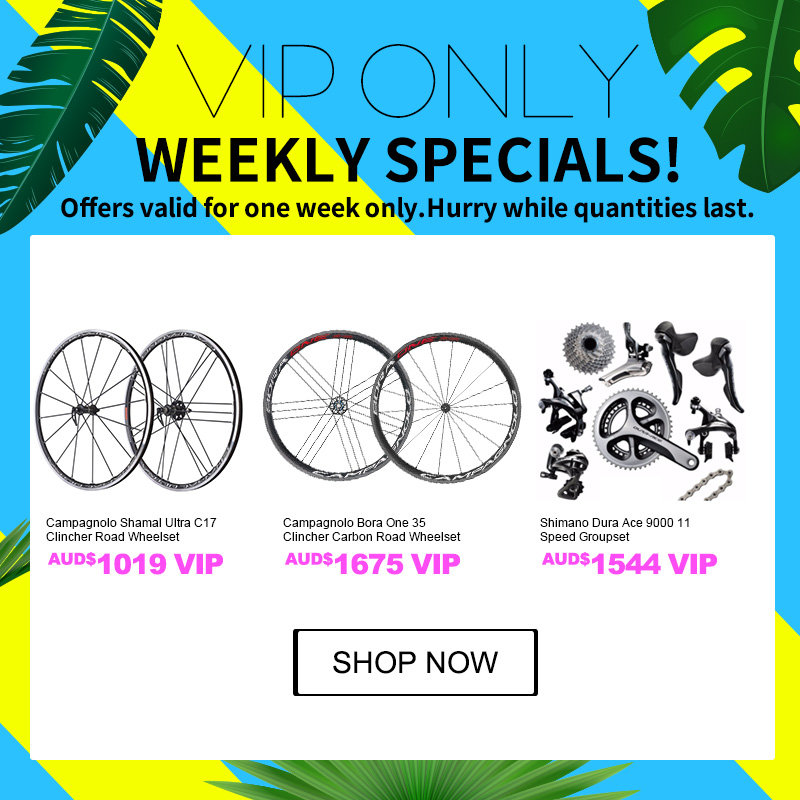 VIP ONLY
WEEKLY SPECIALS!
Offers valid for one week only.Hurry while quantities last.
Campagnolo Shamal Ultra C17
Clincher Road Wheelset
AUD$1019 VIP
Campagnolo Bora One 35
Clincher Carbon Road Wheelset
AUD$1675 VIP
Shimano Dura Ace 9000 11
Speed Groupset
AUD$1544 VIP
SHOP NOW